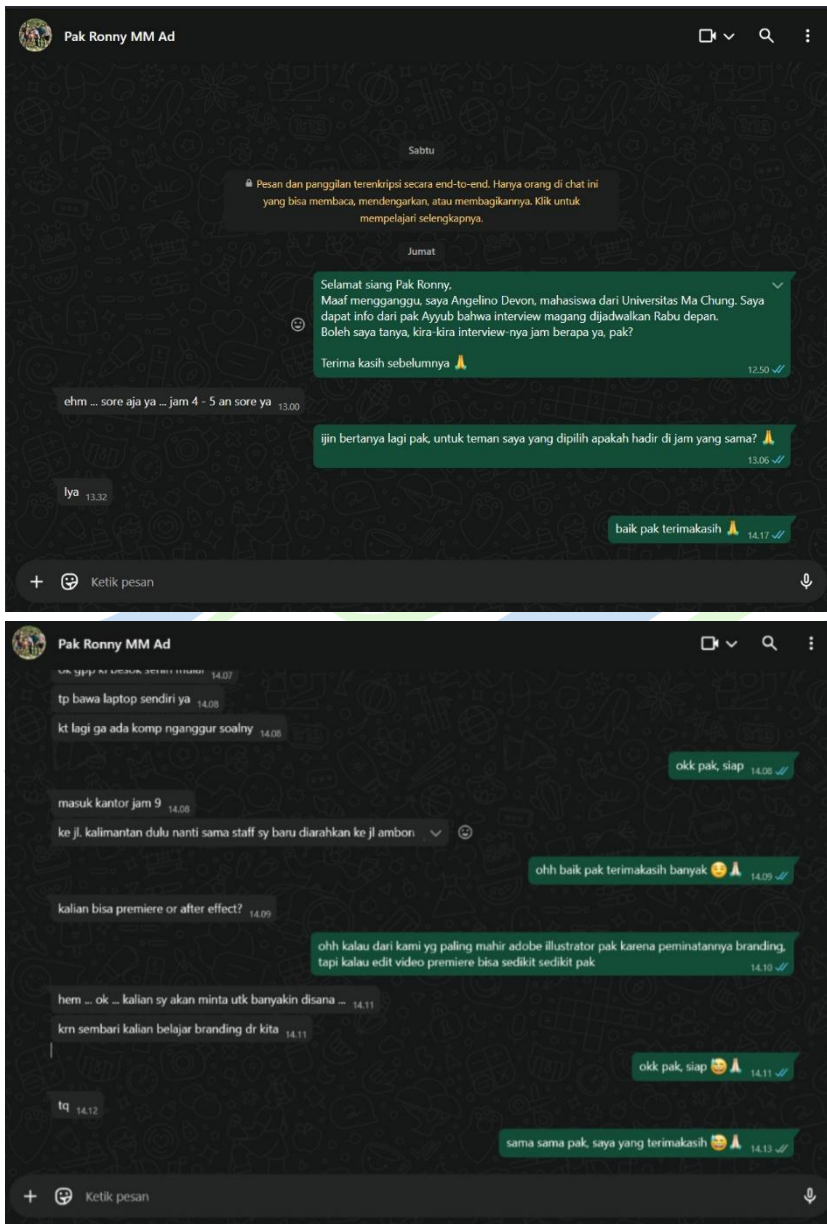 Pak Ronny MM Ad
Sabtu
Pesan dan panggilan terenkripsi secara end-to-end. Hanya orang di chat ini
yang bisa membaca, mendengarkan, atau membagikannya. Klik untuk
mempelajari selengkapnya.
Jumat
Selamat siang Pak Ronny,
Maaf mengganggu, saya Angelino Devon, mahasiswa dari Universitas Ma Chung. Saya
dapat info dari pak Ayyub bahwa interview magang dijadwalkan Rabu depan.
Boleh saya tanya, kira-kira interview-nya jam berapa ya, pak?
Terima kasih sebelumnya 🙏
12.50
ehm ... sore aja ya ... jam 4 - 5 an sore ya 13.00
ijin bertanya lagi pak, untuk teman saya yang dipilih apakah hadir di jam yang sama? 🙏
13.06
Iya 13.32
baik pak terimakasih 🙏 14.17
Ketik pesan
Pak Ronny MM Ad
ok gpp kl besok senin mulai 14.07
tp bawa laptop sendiri ya 14.08
kt lagi ga ada komp nganggur soalny 14.08
okk pak, siap 14.08
masuk kantor jam 9 14.08
ke jl. kalimantan dulu nanti sama staff sy baru diarahkan ke jl ambon
ohh baik pak terimakasih banyak 🙏 14.09
kalian bisa premiere or after effect? 14.09
ohh kalau dari kami yg paling mahir adobe illustrator pak karena peminatannya branding,
tapi kalau edit video premiere bisa sedikit sedikit pak
14.10
hem ... ok ... kalian sy akan minta utk banyakin disana ... 14.11
krn sembari kalian belajar branding dr kita 14.11
okk pak, siap 😅🙏 14.11
tq 14.12
sama sama pak, saya yang terimakasih 😅🙏 14.13
Ketik pesan